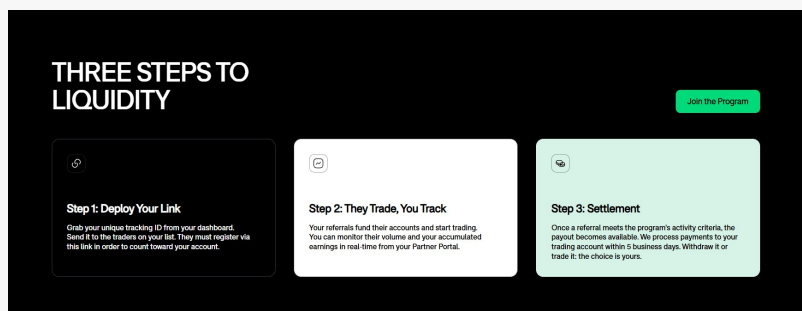 THREE STEPS TO
LIQUIDITY
Join the Program
Step 1: Deploy Your Link
Grab your unique tracking ID from your dashboard.
Send it to the traders on your list. They must register via
this link in order to count toward your account.
Step 2: They Trade, You Track
Your referrals fund their accounts and start trading.
You can monitor their volume and your accumulated
earnings in real-time from your Partner Portal.
Step 3: Settlement
Once a referral meets the program's activity criteria, the
payout becomes available. We process payments to your
trading account within 5 business days. Withdraw it or
trade it: the choice is yours.